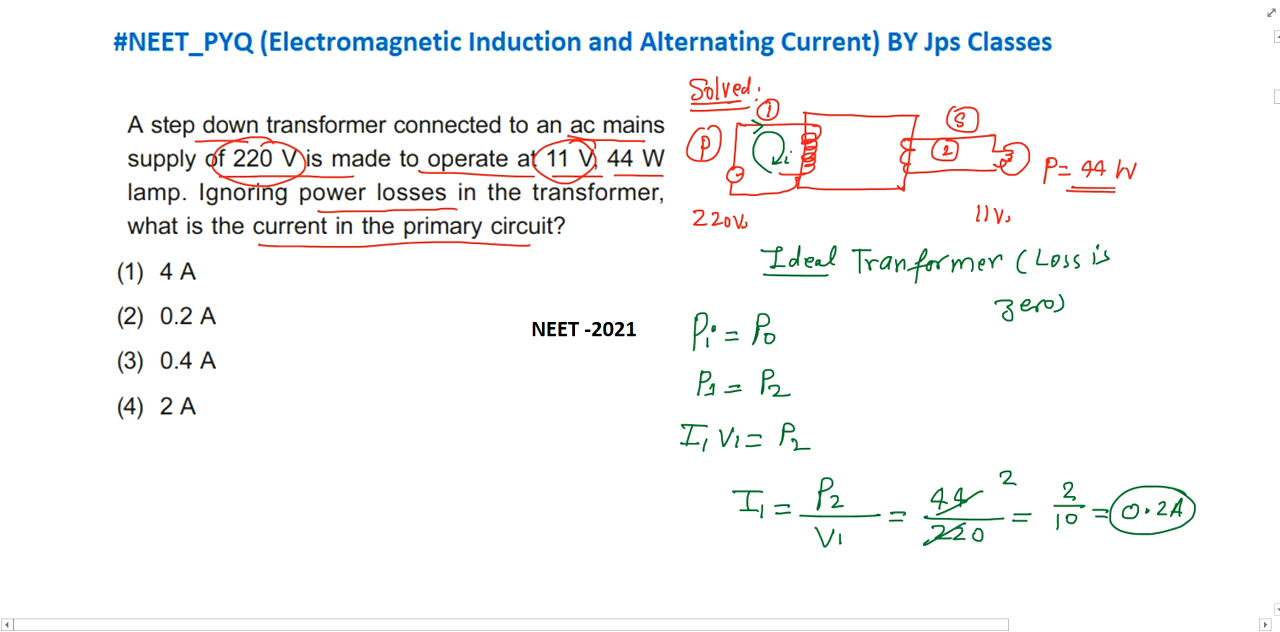 #NEET_PYQ (Electromagnetic Induction and Alternating Current) BY Jps Classes
A step down transformer connected to an ac mains
supply of 220 V is made to operate at 11 V, 44 W
lamp. Ignoring power losses in the transformer,
what is the current in the primary circuit?
(1) 4 A
(2) 0.2 A
(3) 0.4 A
(4) 2 A
NEET -2021
Solved:
1
P
i
S
2
P= 44 W
220V
11V
Ideal Tranformer (Loss is
zero)
Pi = Po
P1 = P2
I1 V1 = P2
I1 = P2/V1 = 44/220 2 = 2/10 = 0.2A